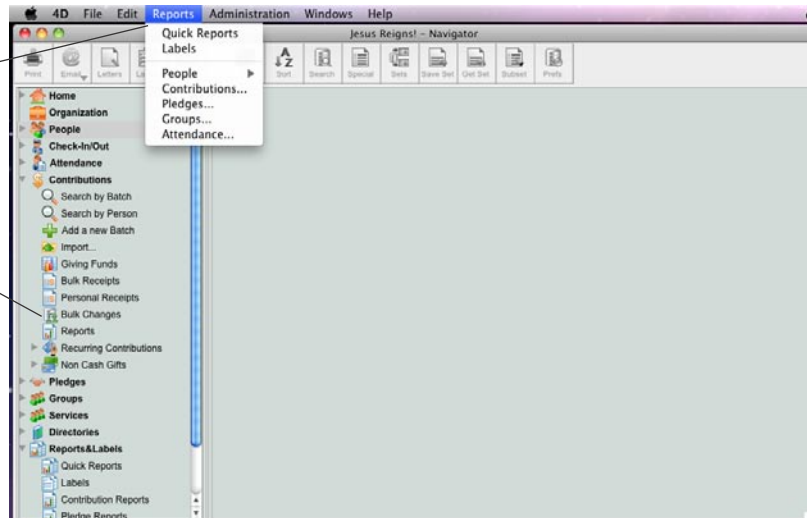 4D File Edit Reports Administration Windows Help
Quick Reports
Labels
People
Contributions...
Pledges...
Groups...
Attendance...
Jesus Reigns! – Navigator
Print Email Letters Sort Search Special Sets Save Set Get Set Subset Prefs
Home
Organization
People
Check-In/Out
Attendance
Contributions
Search by Batch
Search by Person
Add a new Batch
Import...
Giving Funds
Bulk Receipts
Personal Receipts
Bulk Changes
Reports
Recurring Contributions
Non Cash Gifts
Pledges
Groups
Services
Directories
Reports&Labels
Quick Reports
Labels
Contribution Reports
Pledge Reports